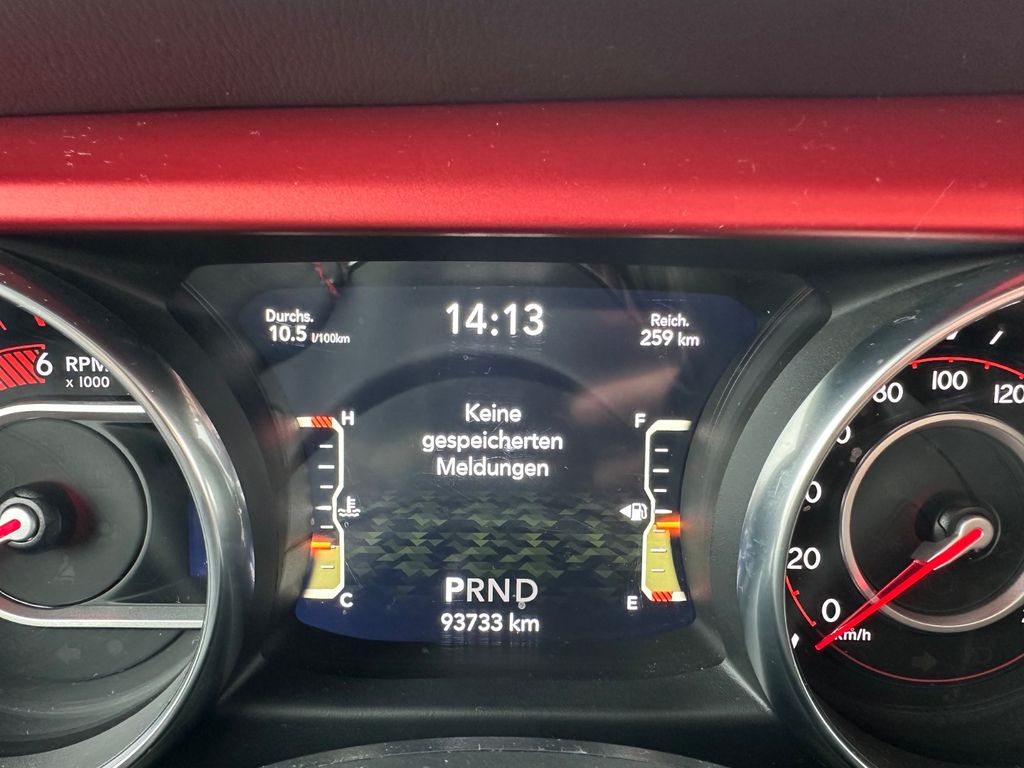 Durchs.
10.5 l/100km
14:13
Reich.
259 km
6
RPM
x 1000
H
C
Keine
gespeicherten
Meldungen
F
E
PRND
93733 km
80
100
120
20
0
km/h